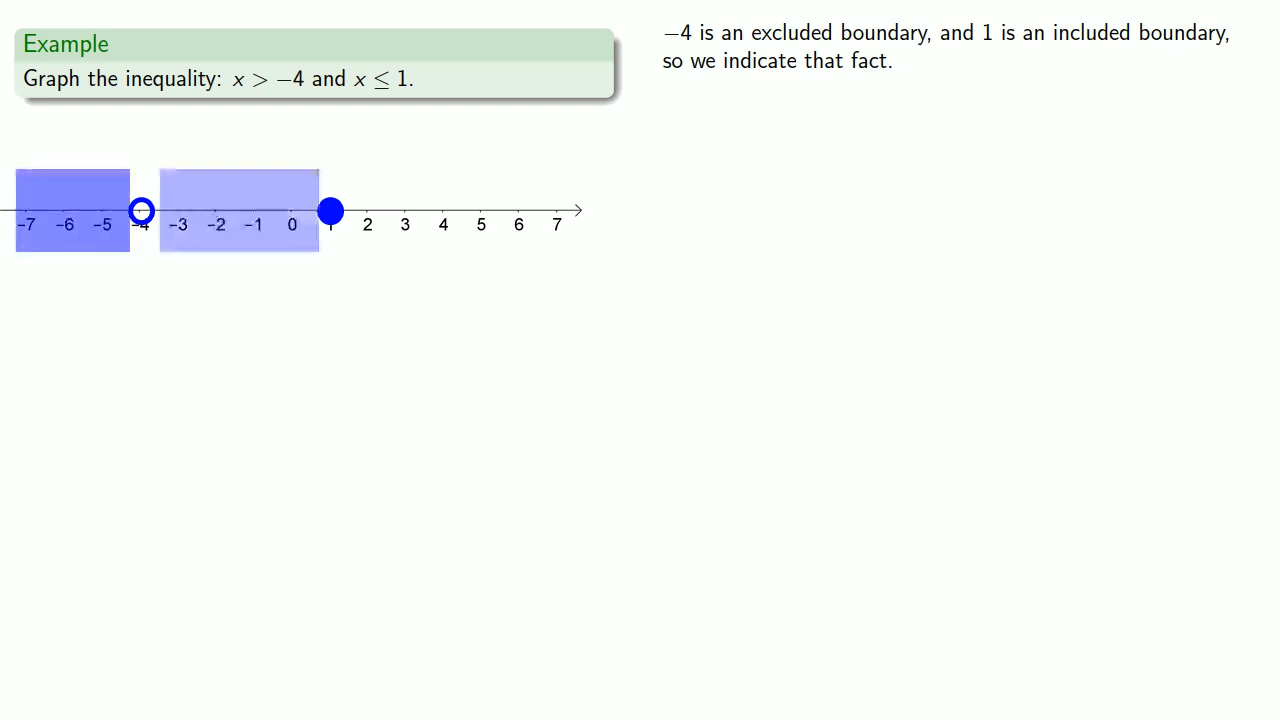 Example
Graph the inequality: x > −4 and x ≤ 1.
−4 is an excluded boundary, and 1 is an included boundary,
so we indicate that fact.
−7 −6 −5 −4 −3 −2 −1 0 1 2 3 4 5 6 7